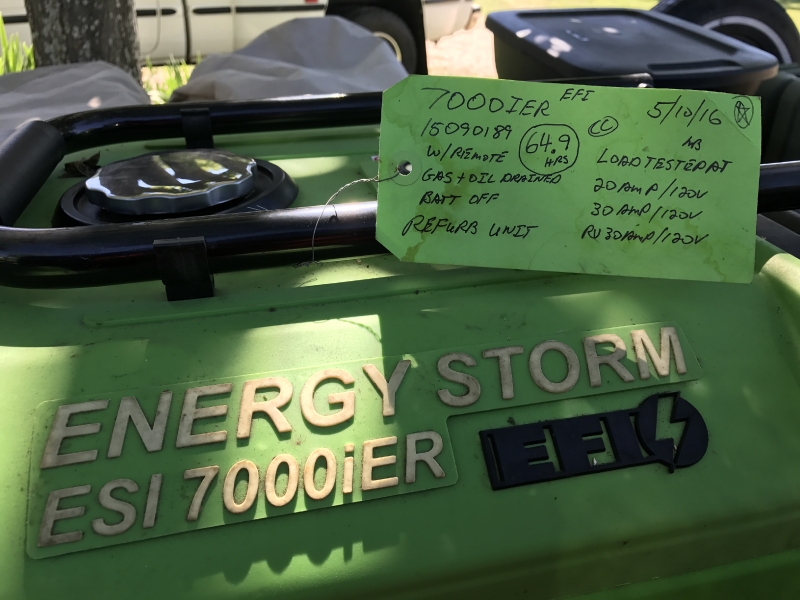 7000IER EFI 5/10/16
15090189 64.9 HRS
W/REMOTE
GAS + OIL DRAINED
BATT OFF
REFURB UNIT
MB
LOAD TESTED AT
20 Amp/120V
30 Amp/120V
RV 30Amp/120V
ENERGY STORM
ESI 7000iER
EFI